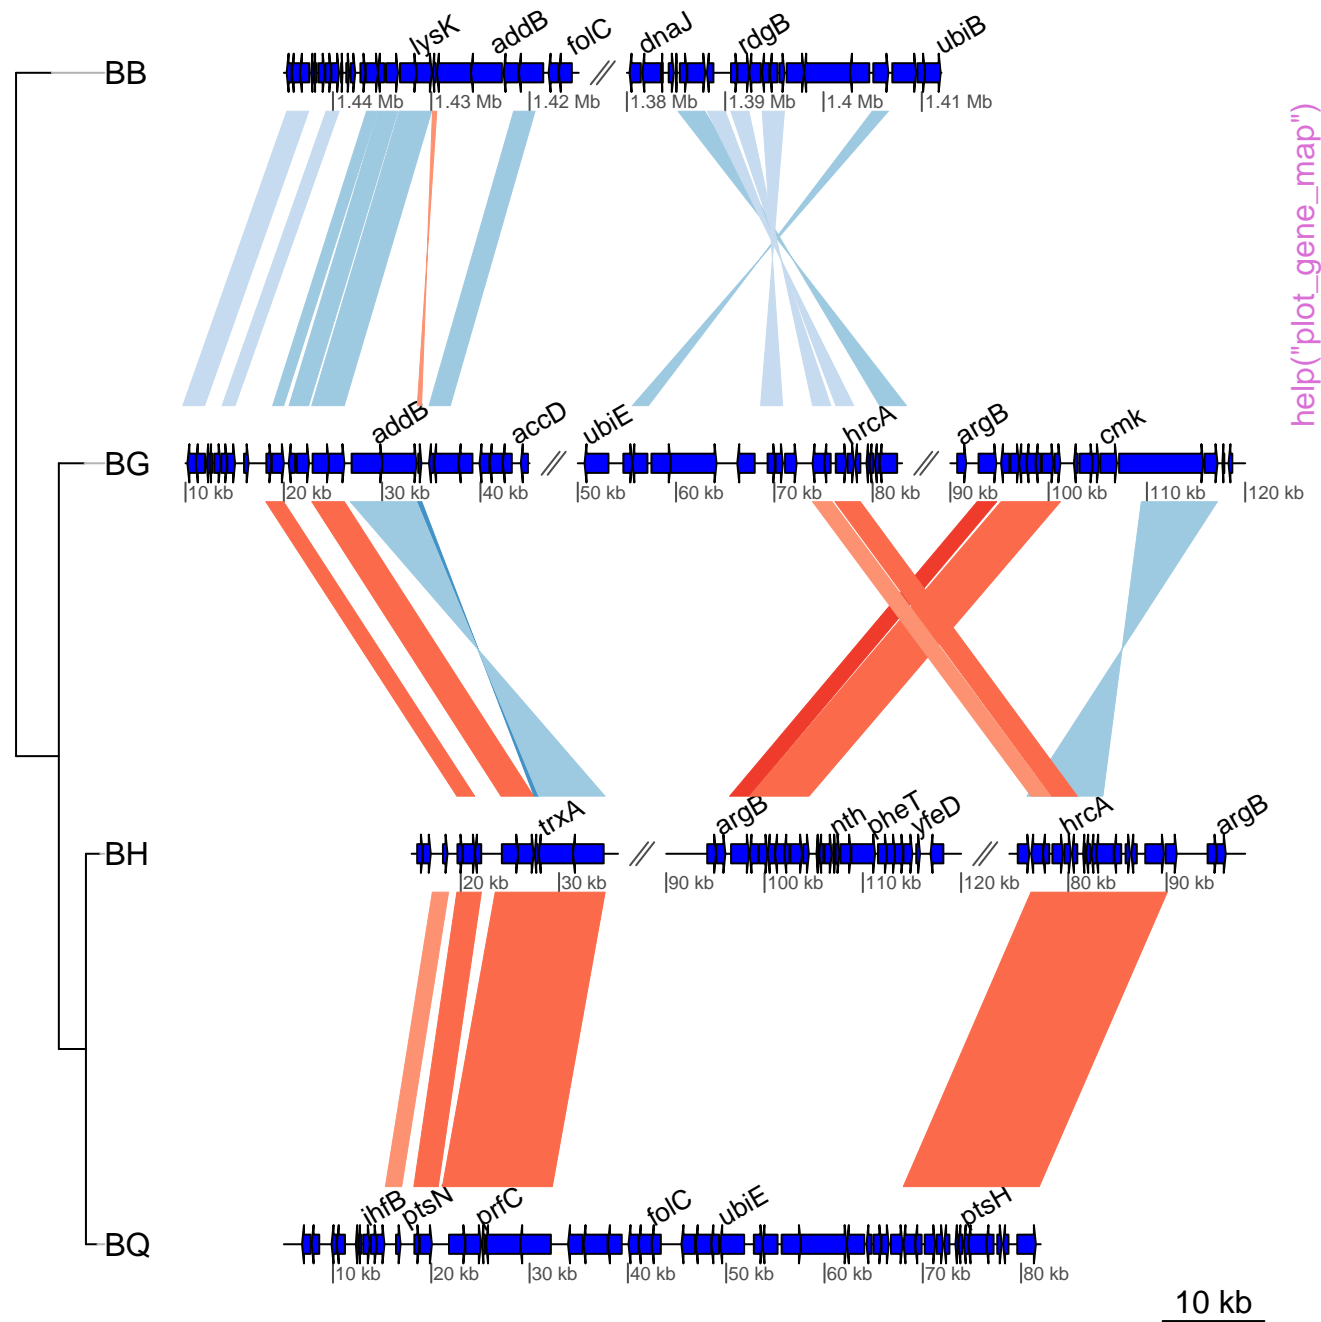 lysK addB folC dnaJ rdgB ubiB
BB
1.44 Mb 1.43 Mb 1.42 Mb 1.38 Mb 1.39 Mb 1.4 Mb 1.41 Mb
help("plot_gene_map")
addB accD ubiE hrcA argB cmk
BG
10 kb 20 kb 30 kb 40 kb 50 kb 60 kb 70 kb 80 kb 90 kb 100 kb 110 kb 120 kb
trxA argB nth pheT yfeD hrcA argB
BH
20 kb 30 kb 90 kb 100 kb 110 kb 120 kb 80 kb 90 kb
ihfB ptsN prfC folC ubiE ptsH
BQ
10 kb 20 kb 30 kb 40 kb 50 kb 60 kb 70 kb 80 kb
10 kb